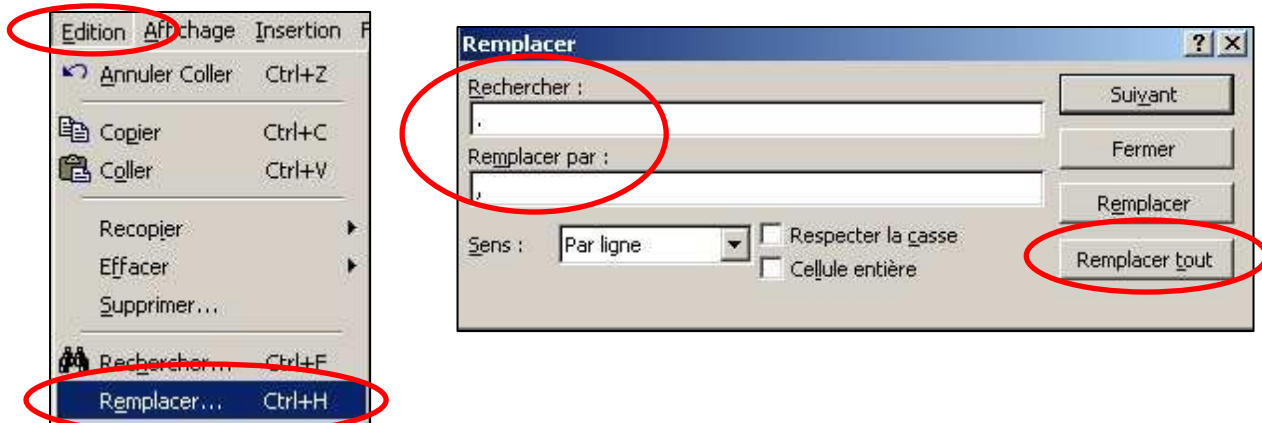 Edition Affichage Insertion F
Annuler Coller Ctrl+Z
Copier Ctrl+C
Coller Ctrl+V
Recopier
Effacer
Supprimer...
Rechercher... Ctrl+F
Remplacer... Ctrl+H
Remplacer
Rechercher :
.
Remplacer par :
,
Sens : Par ligne
Respecter la casse
Cellule entière
Suivant
Fermer
Remplacer
Remplacer tout